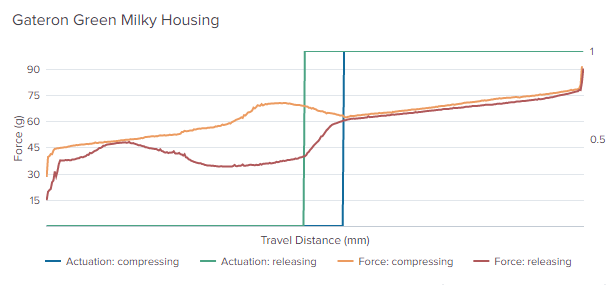 Gateron Green Milky Housing
1
90
75
60
0.5
45
30
15
Force (g)
Travel Distance (mm)
Actuation: compressing
Actuation: releasing
Force: compressing
Force: releasing